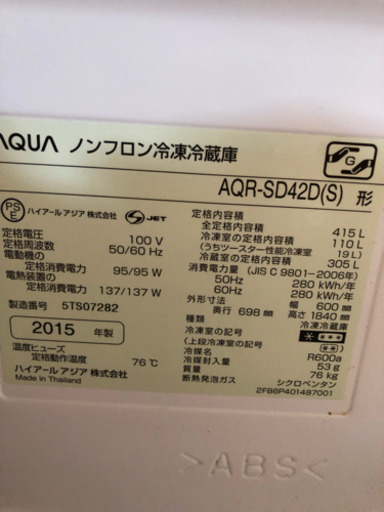 AQUA ノンフロン冷凍冷蔵庫
G
AQR-SD42D(S) 形
PS E
ハイアール アジア 株式会社 JET
定格電圧 100 V
定格周波数 50/60 Hz
電動機の
定格消費電力 95/95 W
電熱装置の
定格消費電力 137/137 W
製造番号 5TS07282
2015 年製
温度ヒューズ
定格動作温度 76℃
ハイアール アジア 株式会社
Made in Thailand
定格内容積
全定格内容積 415 L
冷凍室の定格内容積 110 L
(うちツースター性能冷凍室 19L)
冷蔵室の定格内容積 305 L
消費電力量 (JIS C 9801-2006年)
50Hz 280 kWh/年
60Hz 280 kWh/年
外形寸法 幅 600 mm
奥行 698 mm 高さ 1840 mm
種類 冷凍冷蔵庫
冷凍室の記号
(上段冷凍室の記号)
冷媒名 R600a
冷媒封入量 53 g
質量 76 kg
断熱発泡ガス シクロペンタン
2FB6P401487001
>ABS<